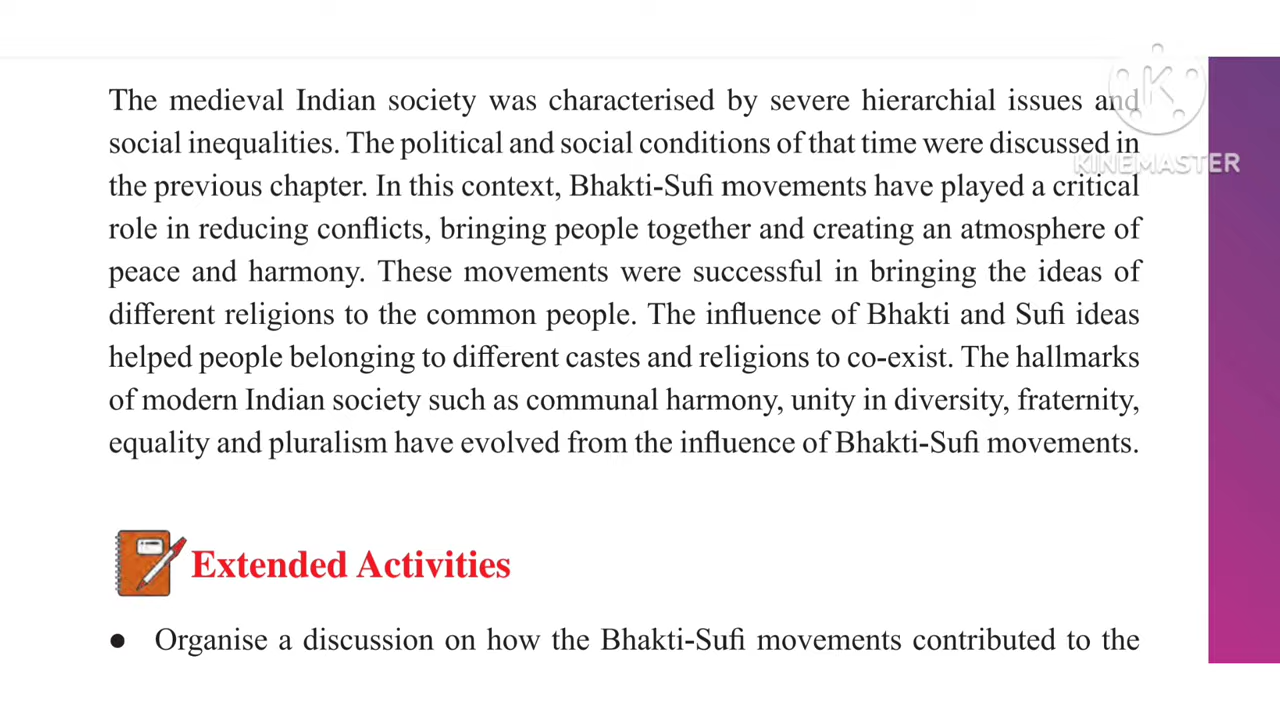 The medieval Indian society was characterised by severe hierarchial issues and
social inequalities. The political and social conditions of that time were discussed in
the previous chapter. In this context, Bhakti-Sufi movements have played a critical
role in reducing conflicts, bringing people together and creating an atmosphere of
peace and harmony. These movements were successful in bringing the ideas of
different religions to the common people. The influence of Bhakti and Sufi ideas
helped people belonging to different castes and religions to co-exist. The hallmarks
of modern Indian society such as communal harmony, unity in diversity, fraternity,
equality and pluralism have evolved from the influence of Bhakti-Sufi movements.
Extended Activities
● Organise a discussion on how the Bhakti-Sufi movements contributed to the
K
KINEMASTER